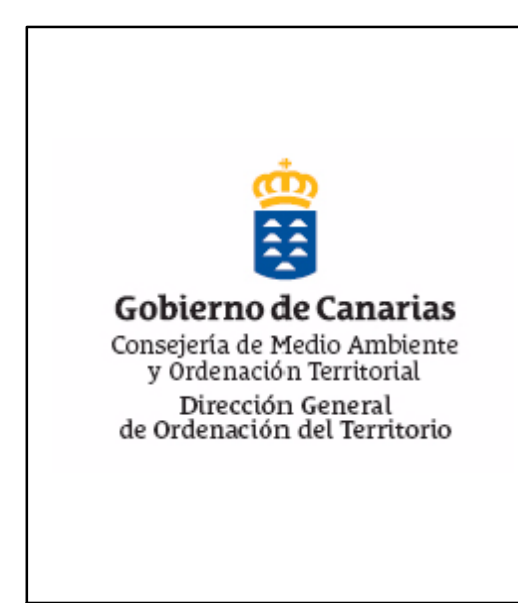 Gobierno de Canarias
Consejería de Medio Ambiente
y Ordenación Territorial
Dirección General
de Ordenación del Territorio